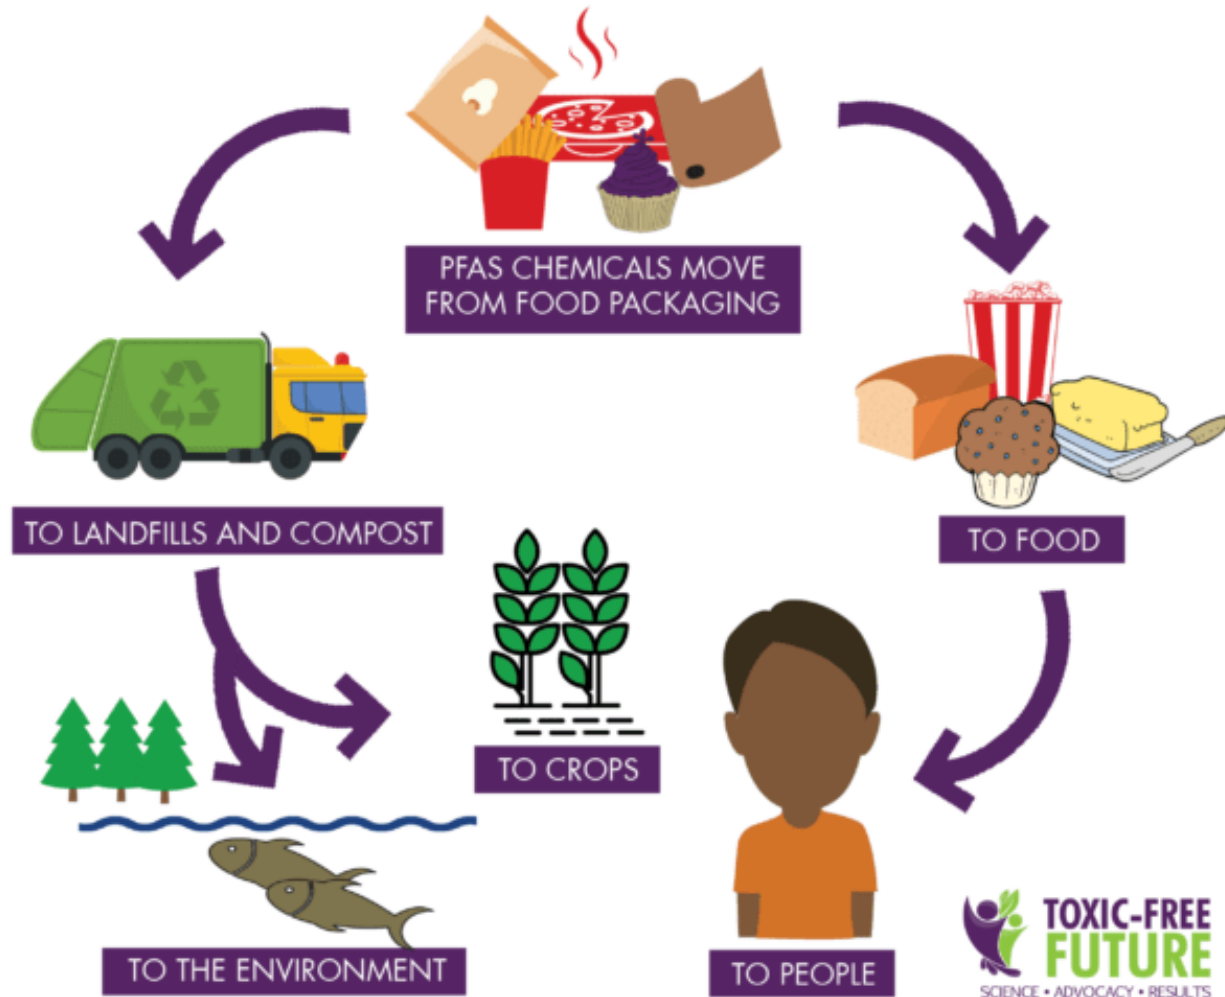 PFAS CHEMICALS MOVE
FROM FOOD PACKAGING
TO LANDFILLS AND COMPOST
TO FOOD
TO CROPS
TO THE ENVIRONMENT
TO PEOPLE
TOXIC-FREE
FUTURE
SCIENCE • ADVOCACY • RESULTS